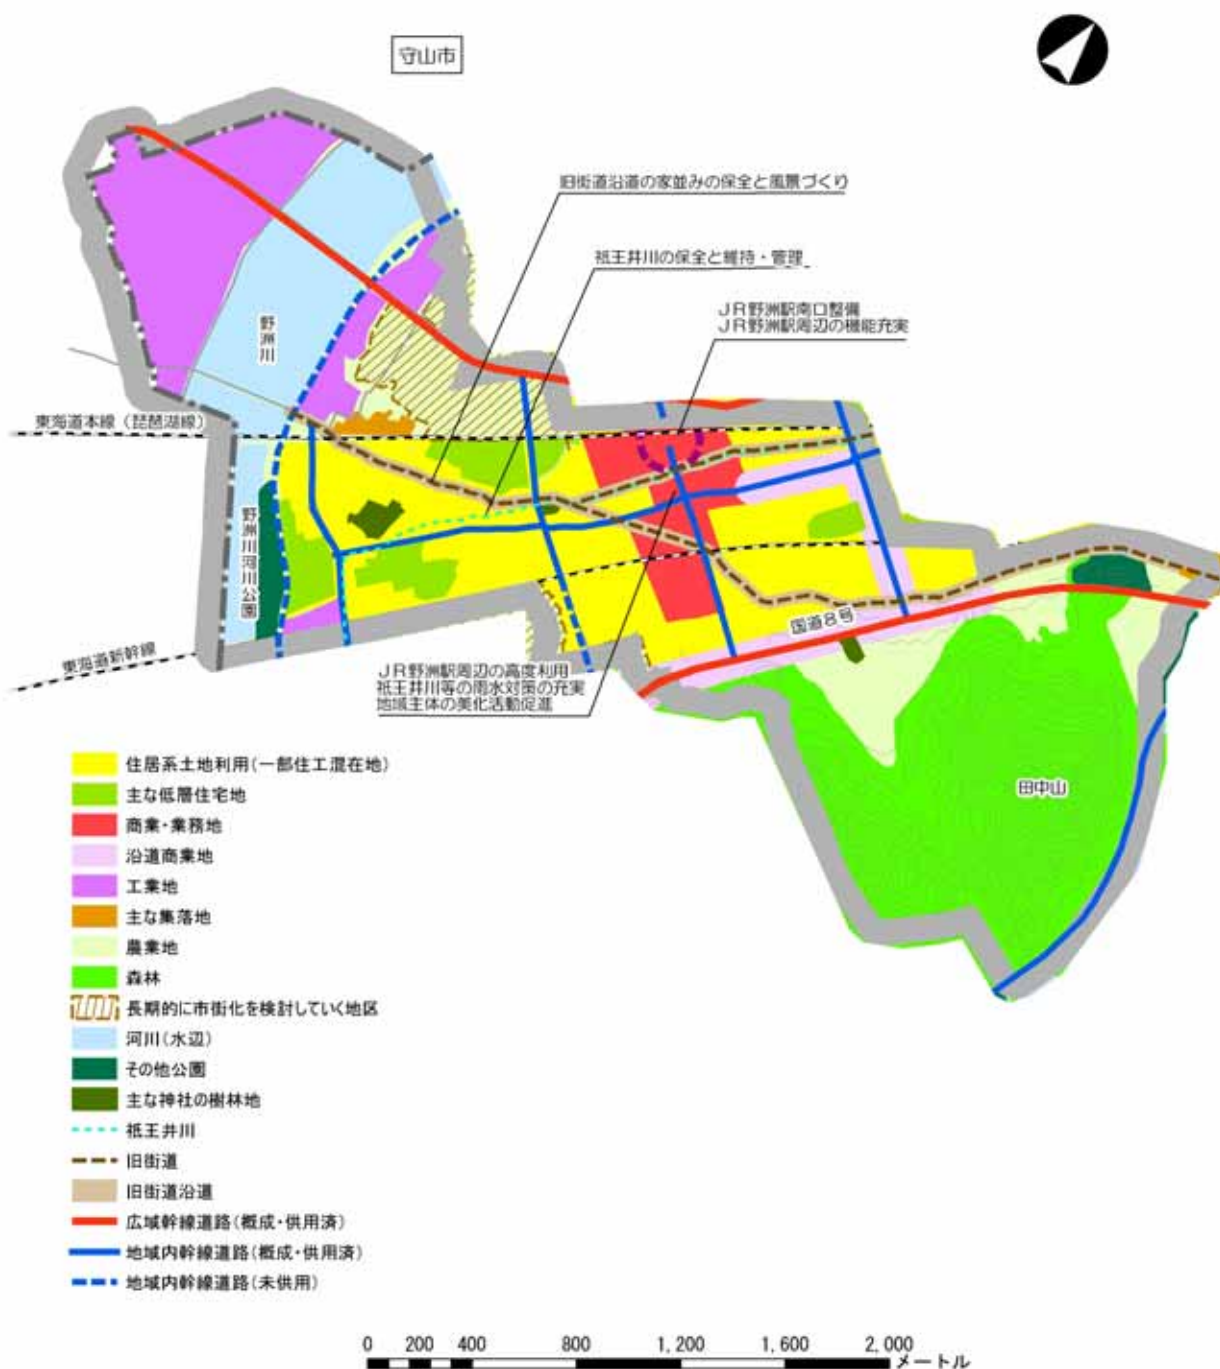 守山市
旧街道沿道の家並みの保全と風景づくり
祇王井川の保全と維持・管理
JR野洲駅南口整備
JR野洲駅周辺の機能充実
野洲川
東海道本線(琵琶湖線)
野洲川河川公園
国道8号
東海道新幹線
JR野洲駅周辺の高度利用
祇王井川等の雨水対策の充実
地域主体の美化活動促進
田中山
住居系土地利用(一部住工混在地)
主な低層住宅地
商業・業務地
沿道商業地
工業地
主な集落地
農業地
森林
長期的に市街化を検討していく地区
河川(水辺)
その他公園
主な神社の樹林地
祇王井川
旧街道
旧街道沿道
広域幹線道路(概成・供用済)
地域内幹線道路(概成・供用済)
地域内幹線道路(未供用)
0 200 400 800 1,200 1,600 2,000
メートル